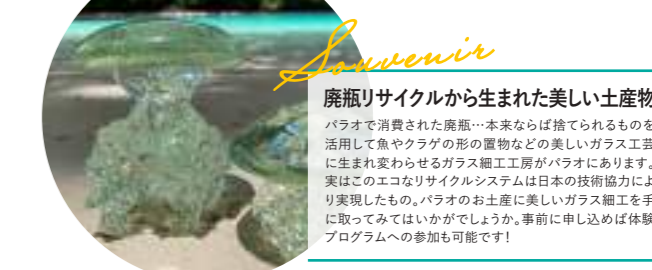 Souvenir
廃瓶リサイクルから生まれた美しい土産物
パラオで消費された廃瓶…本来ならば捨てられるものを
活用して魚やクラゲの形の置物などの美しいガラス工芸
に生まれ変わらせるガラス細工工房がパラオにあります。
実はこのエコなリサイクルシステムは日本の技術協力によ
り実現したもの。パラオのお土産に美しいガラス細工を手
に取ってみてはいかがでしょうか。事前に申し込めば体験
プログラムへの参加も可能です!